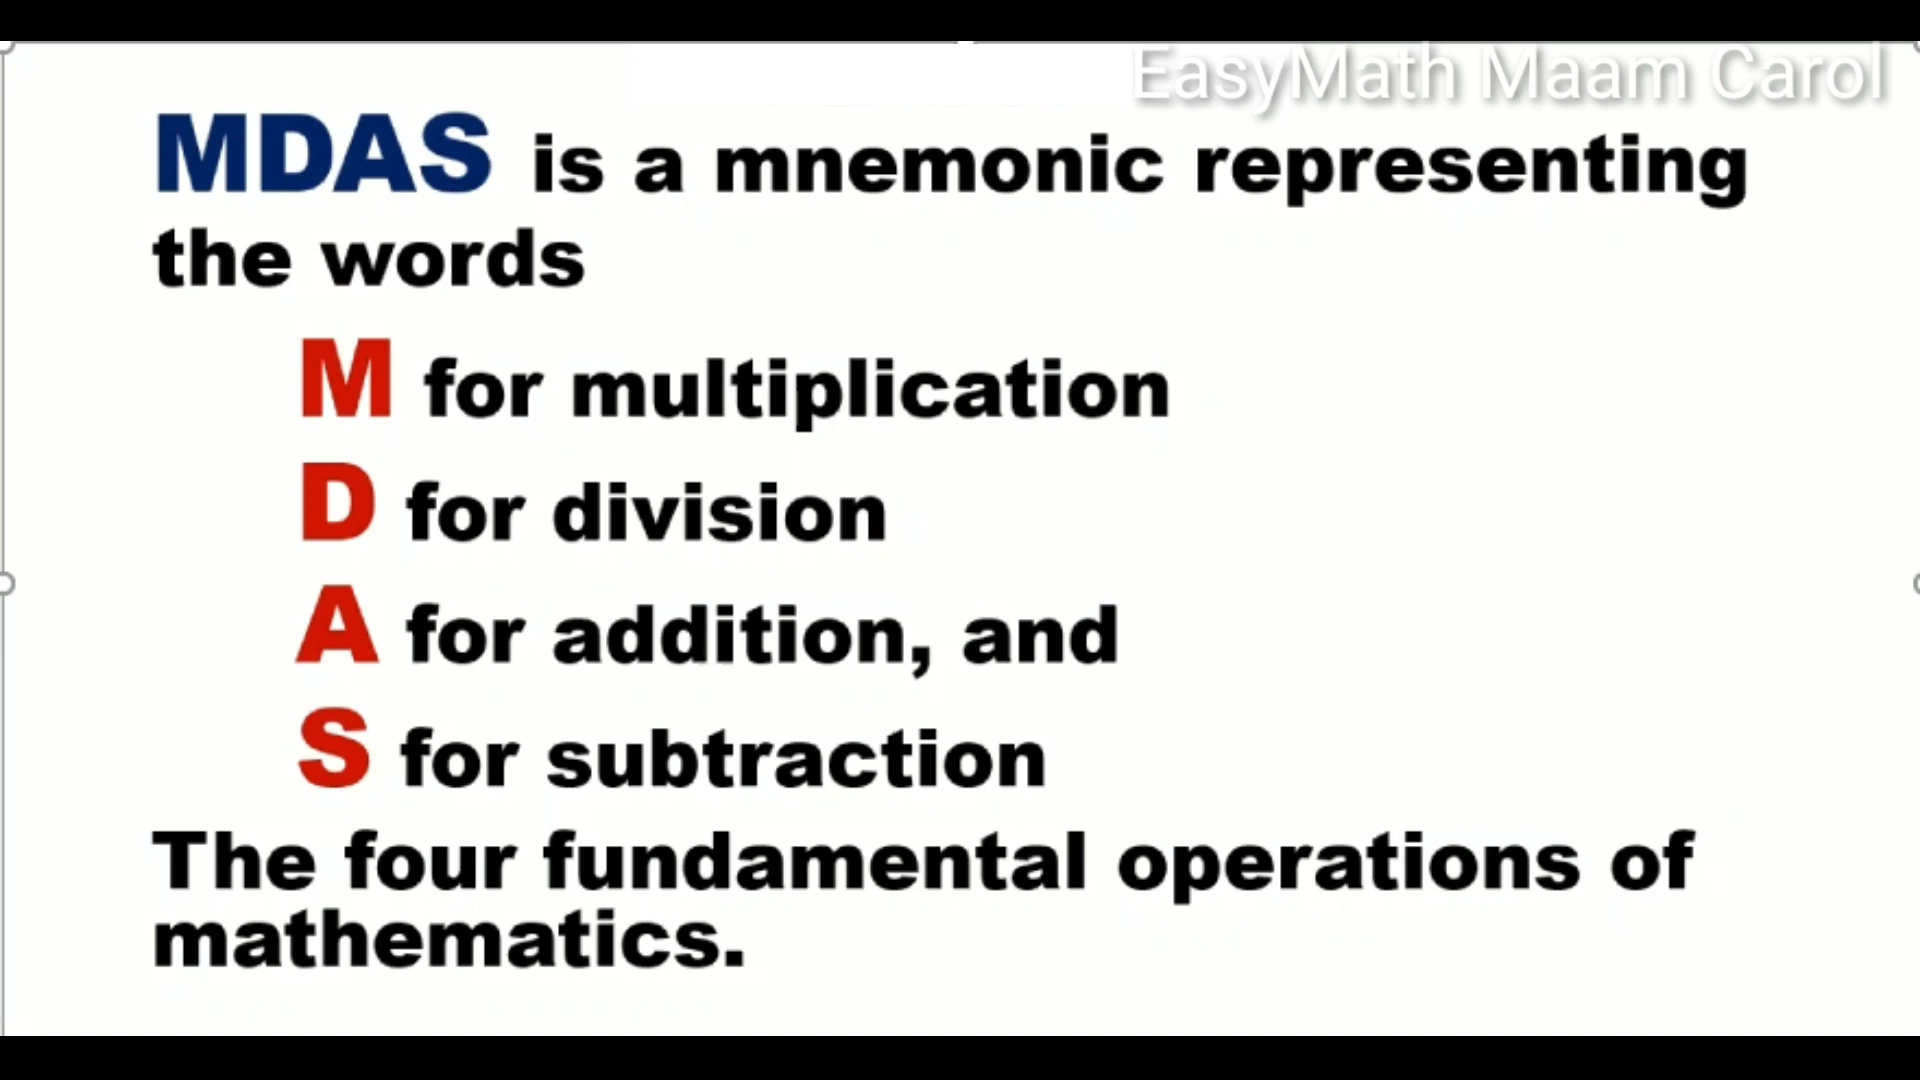 EasyMath Maam Carol
MDAS is a mnemonic representing
the words
M for multiplication
D for division
A for addition, and
S for subtraction
The four fundamental operations of
mathematics.